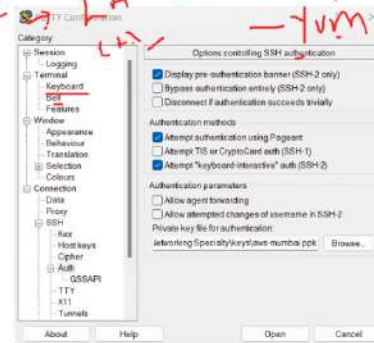 yum
PuTTY Configuration
Category:
Session
Logging
Terminal
Keyboard
Bell
Features
Window
Appearance
Behaviour
Translation
Selection
Colours
Connection
Data
Proxy
SSH
Kex
Host keys
Cipher
Auth
GSSAPI
TTY
X11
Tunnels
Options controlling SSH authentication
Display pre-authentication banner (SSH-2 only)
Bypass authentication entirely (SSH-2 only)
Disconnect if authentication succeeds trivially
Authentication methods
Attempt authentication using Pageant
Attempt TIS or CryptoCard auth (SSH-1)
Attempt "keyboard-interactive" auth (SSH-2)
Authentication parameters
Allow agent forwarding
Allow attempted changes of username in SSH-2
Private key file for authentication:
letworking Specialty\keys\aws-mumbai.ppk Browse...
About Help Open Cancel